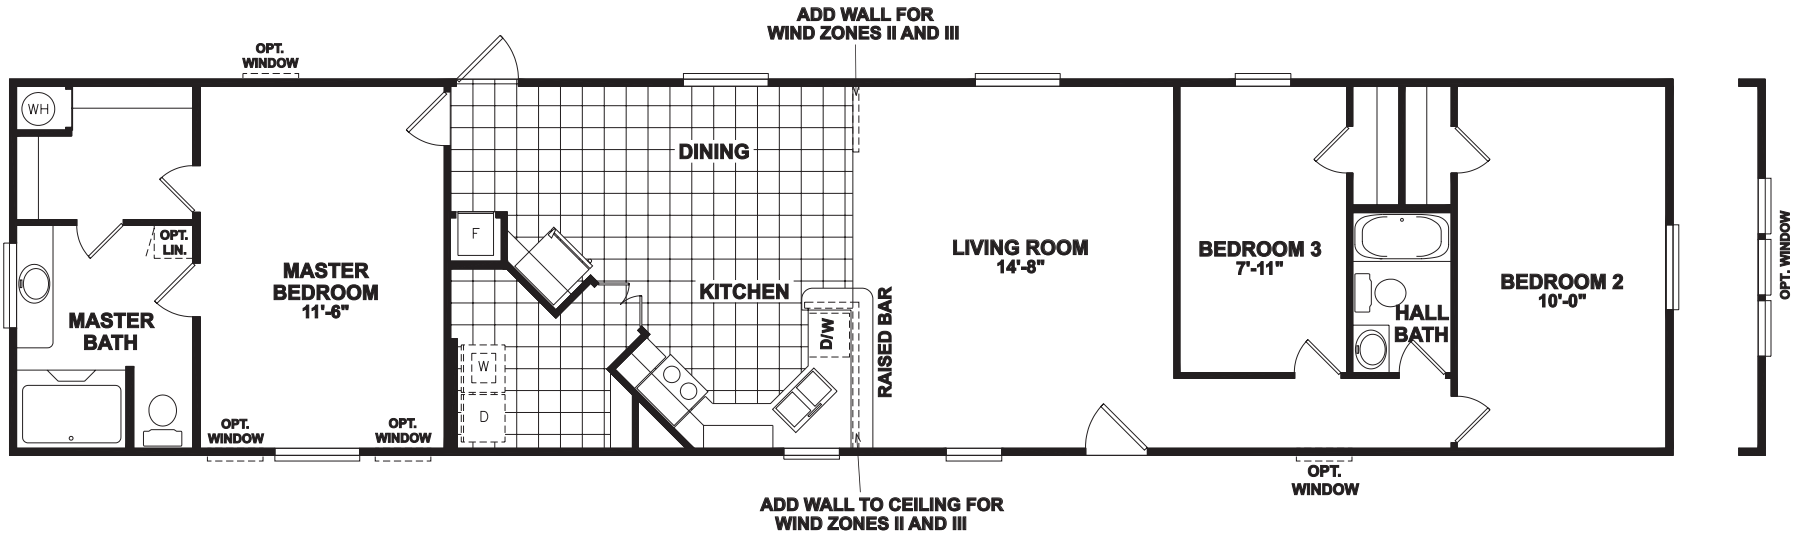 ADD WALL FOR
WIND ZONES II AND III
OPT.
WINDOW
WH
DINING
OPT.
LIN.
F
MASTER
BEDROOM
11'-6"
KITCHEN
LIVING ROOM
14'-8"
BEDROOM 3
7'-11"
BEDROOM 2
10'-0"
OPT. WINDOW
MASTER
BATH
D/W
RAISED BAR
HALL
BATH
W
D
OPT.
WINDOW
OPT.
WINDOW
OPT.
WINDOW
ADD WALL TO CEILING FOR
WIND ZONES II AND III